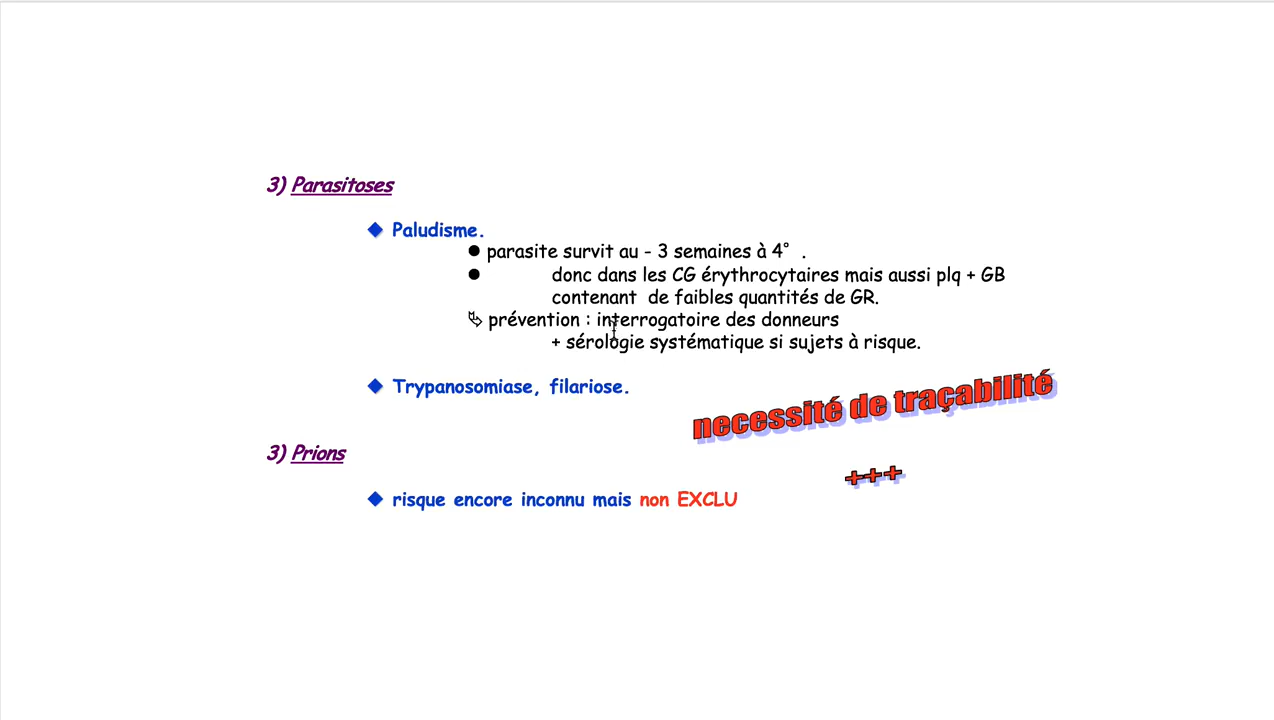 3) Parasitoses
◆ Paludisme.
● parasite survit au - 3 semaines à 4° .
● donc dans les CG érythrocytaires mais aussi plq + GB
contenant de faibles quantités de GR.
prévention : interrogatoire des donneurs
+ sérologie systématique si sujets à risque.
◆ Trypanosomiase, filariose.
necessité de traçabilité
+++
3) Prions
◆ risque encore inconnu mais non EXCLU